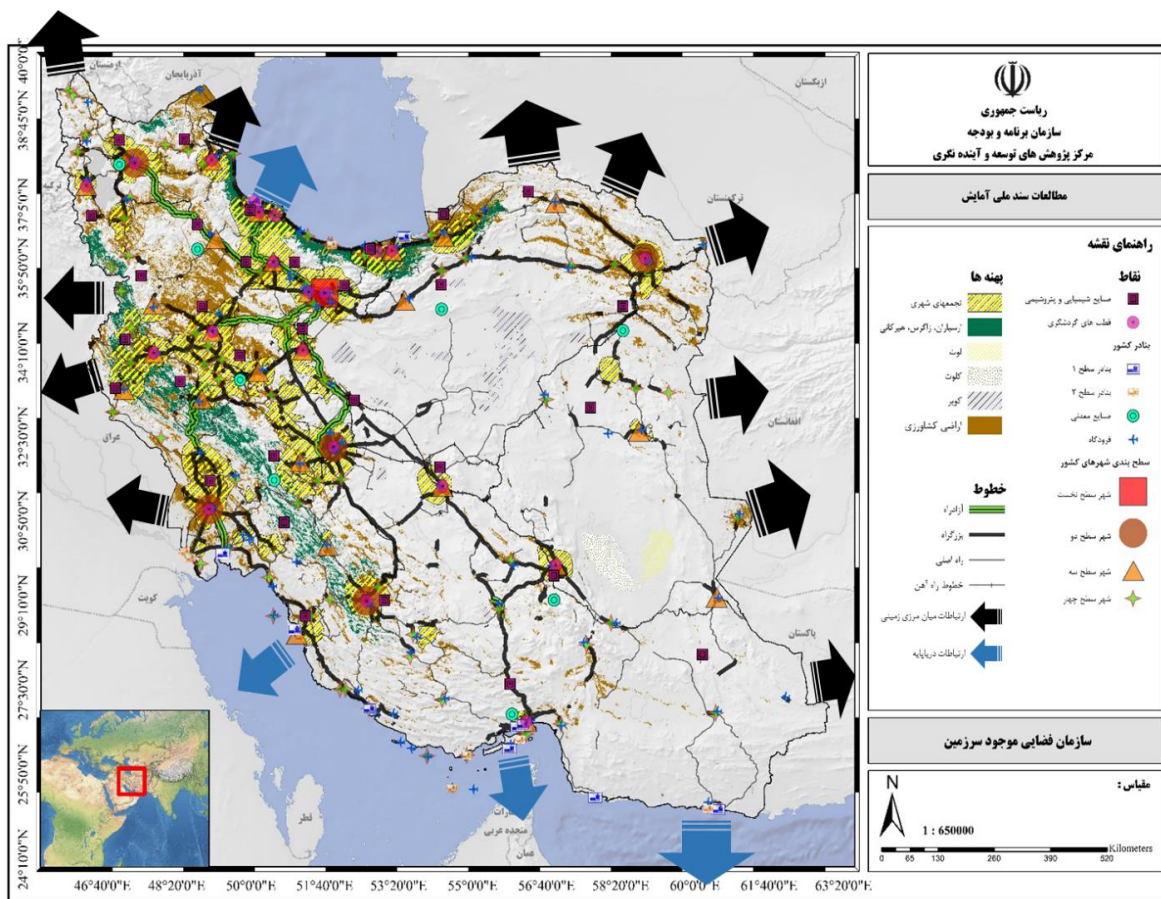 ریاست جمهوری
سازمان برنامه و بودجه
مرکز پژوهش های توسعه و آینده نگری
مطالعات سند ملی آمایش
راهنمای نقشه
نقاط
صنایع شیمیایی و پتروشیمی
قطب های گردشگری
بنادر کشور
بنادر سطح ۱
بنادر سطح ۲
صنایع معدنی
فرودگاه
سطح بندی شهرهای کشور
شهر سطح نخست
شهر سطح دو
شهر سطح سه
شهر سطح چهار
پهنه ها
تجمعهای شهری
ارسباران، زاگرس، هیرکانی
لوت
کلوت
کویر
اراضی کشاورزی
خطوط
آزادراه
بزرگراه
راه اصلی
خطوط راه آهن
ارتباطات میان مرزی زمینی
ارتباطات دریاپایه
سازمان فضایی موجود سرزمین
مقیاس :
N
1 : 650000
Kilometers
0 65 130 260 390 520
ارمنستان
آذربایجان
ازبکستان
ترکیه
ترکمنستان
افغانستان
عراق
کویت
پاکستان
قطر
متحده عربی
عمان
40°0'0"N
38°45'0"N
37°5'0"N
35°50'0"N
34°10'0"N
32°30'0"N
30°50'0"N
29°10'0"N
27°30'0"N
25°50'0"N
24°10'0"N
46°40'0"E 48°20'0"E 50°0'0"E 51°40'0"E 53°20'0"E 55°0'0"E 56°40'0"E 58°20'0"E 60°0'0"E 61°40'0"E 63°20'0"E